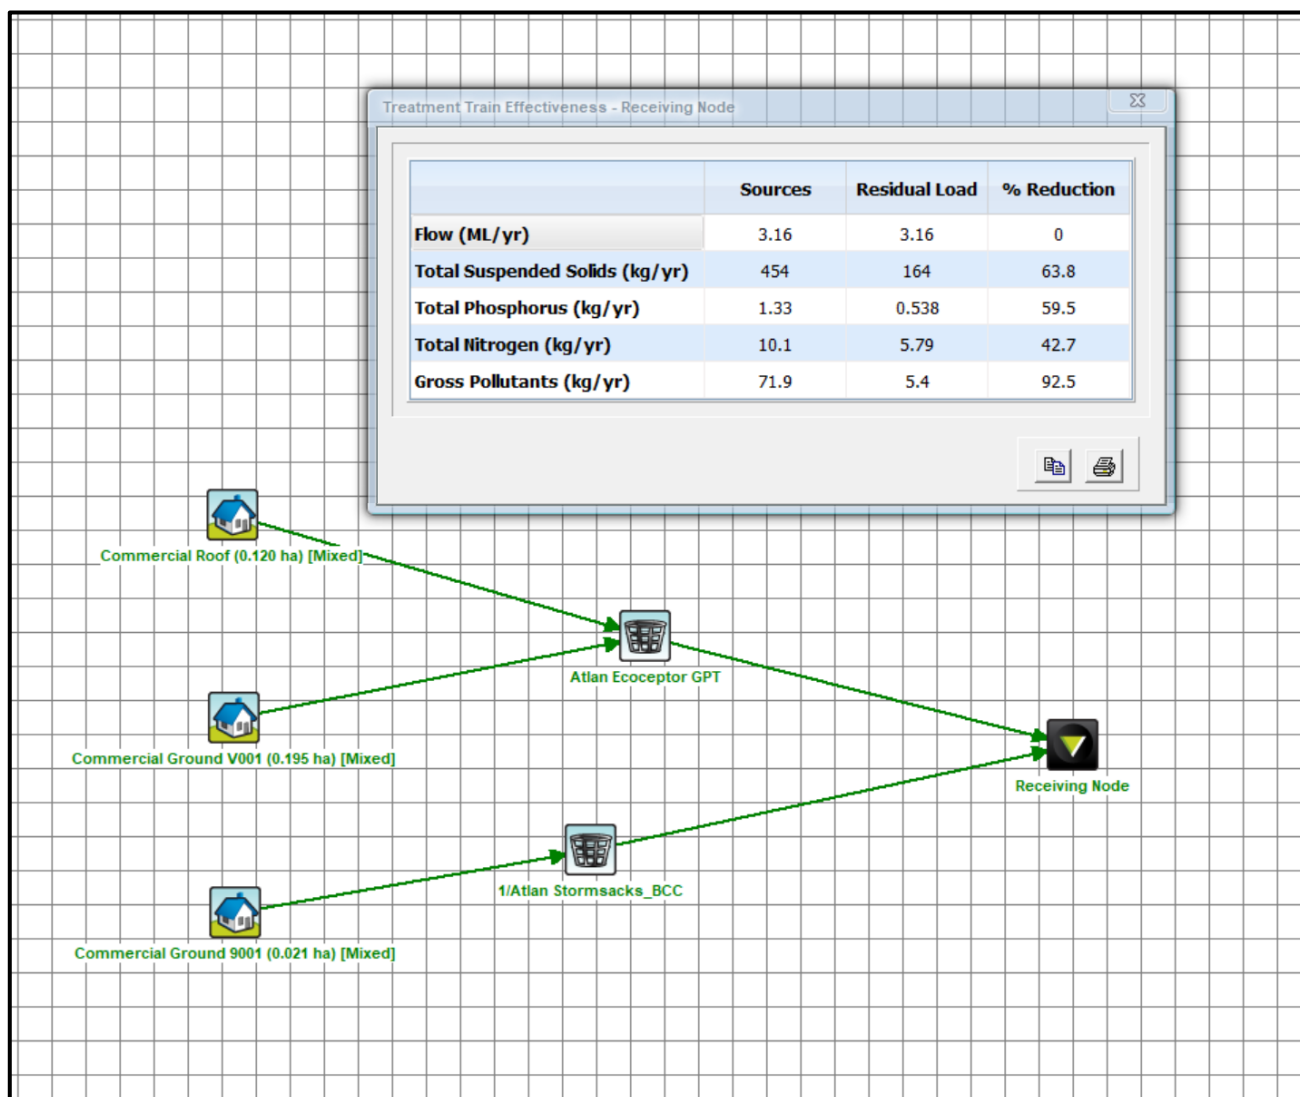 Treatment Train Effectiveness - Receiving Node
Sources Residual Load % Reduction
Flow (ML/yr) 3.16 3.16 0
Total Suspended Solids (kg/yr) 454 164 63.8
Total Phosphorus (kg/yr) 1.33 0.538 59.5
Total Nitrogen (kg/yr) 10.1 5.79 42.7
Gross Pollutants (kg/yr) 71.9 5.4 92.5
Commercial Roof (0.120 ha) [Mixed]
Atlan Ecoceptor GPT
Commercial Ground V001 (0.195 ha) [Mixed]
Receiving Node
1/Atlan Stormsacks_BCC
Commercial Ground 9001 (0.021 ha) [Mixed]